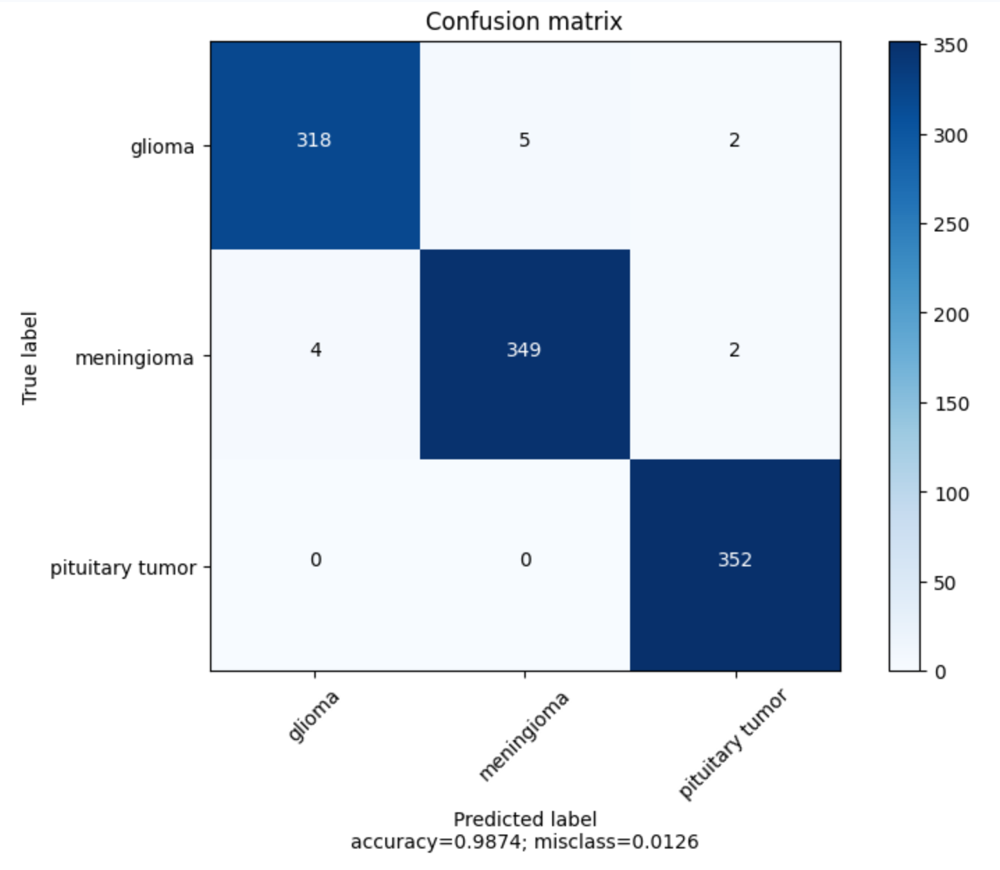 Confusion matrix
350
300
250
200
150
100
50
0
True label
glioma
318
5
2
meningioma
4
349
2
pituitary tumor
0
0
352
glioma
meningioma
pituitary tumor
Predicted label
accuracy=0.9874; misclass=0.0126